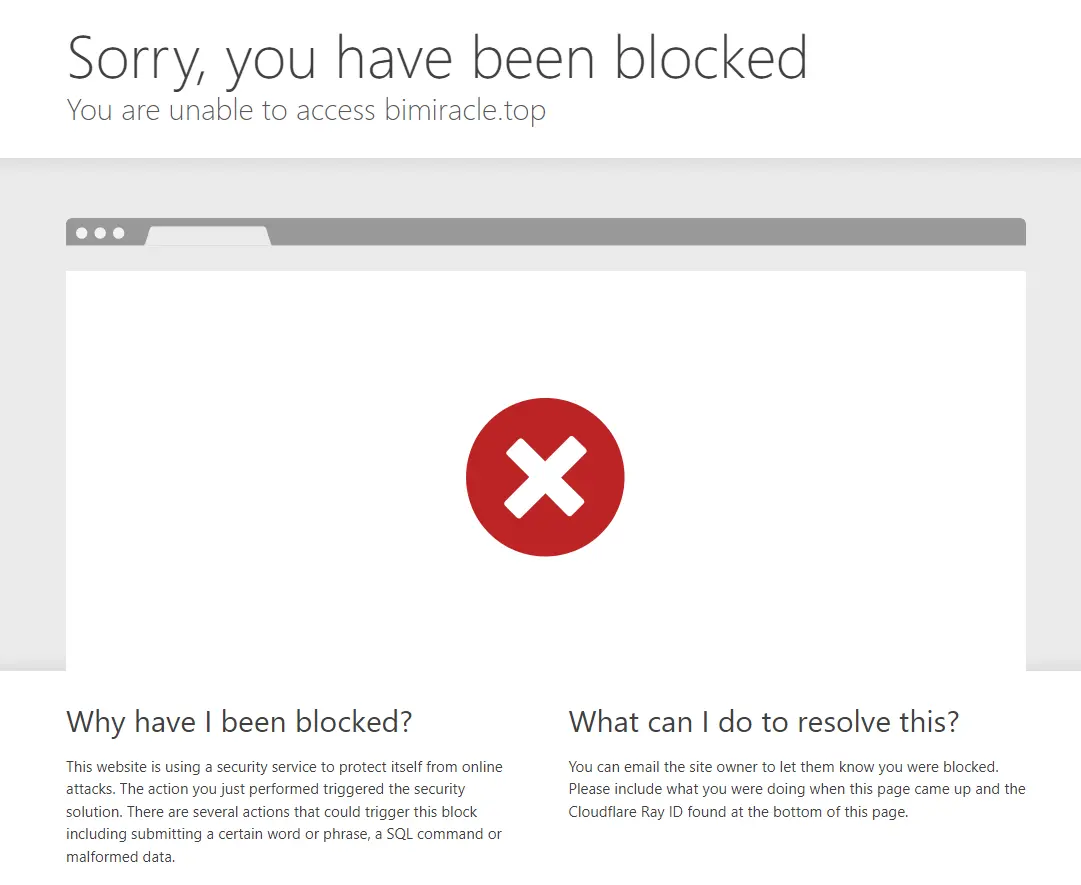 Sorry, you have been blocked
You are unable to access bimiracle.top
Why have I been blocked?
This website is using a security service to protect itself from online
attacks. The action you just performed triggered the security
solution. There are several actions that could trigger this block
including submitting a certain word or phrase, a SQL command or
malformed data.
What can I do to resolve this?
You can email the site owner to let them know you were blocked.
Please include what you were doing when this page came up and the
Cloudflare Ray ID found at the bottom of this page.